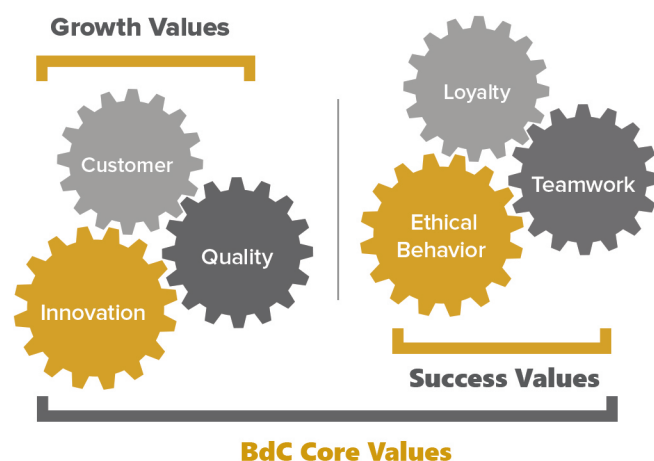 Growth Values
Customer
Quality
Innovation
Loyalty
Teamwork
Ethical
Behavior
Success Values
BdC Core Values